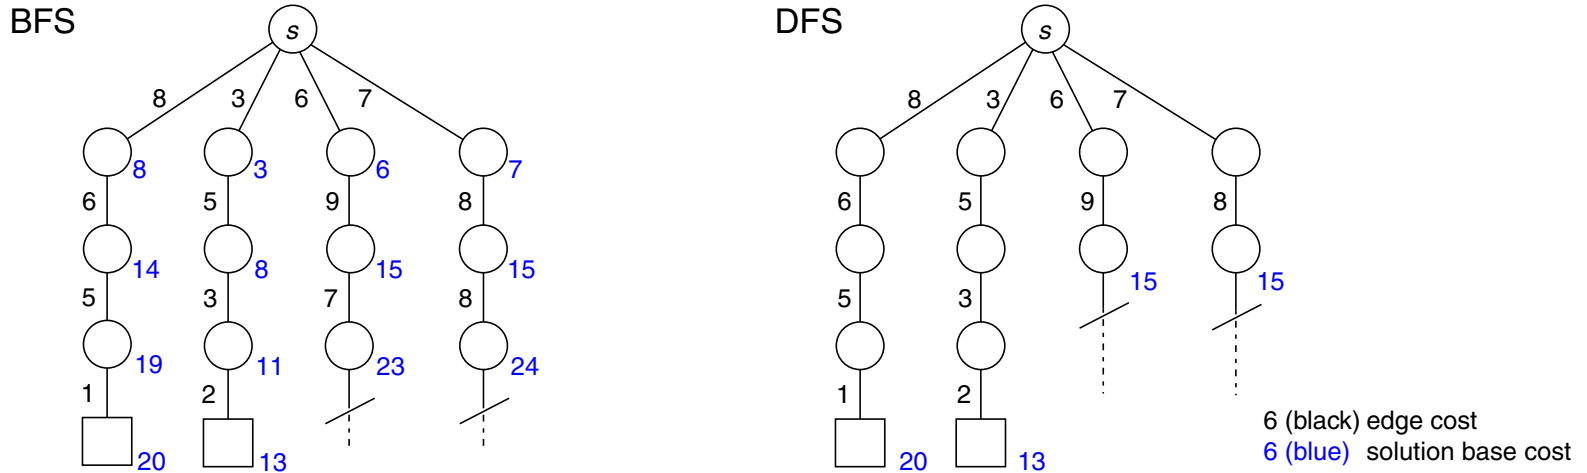 BFS
s
8 3 6 7
8 3 6 7
6 5 9 8
14 8 15 15
5 3 7 8
19 11 23 24
1 2
20 13
DFS
s
8 3 6 7
6 5 9 8
15 15
5 3
1 2
20 13
6 (black) edge cost
6 (blue) solution base cost